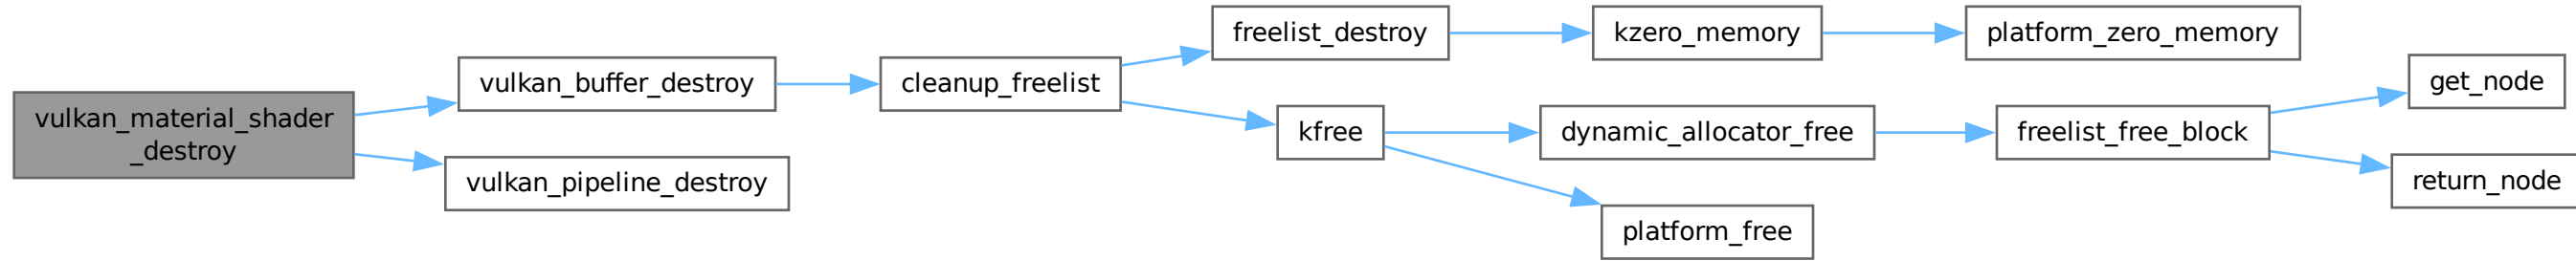 vulkan_material_shader
_destroy
vulkan_buffer_destroy
vulkan_pipeline_destroy
cleanup_freelist
freelist_destroy
kfree
kzero_memory
dynamic_allocator_free
platform_free
platform_zero_memory
freelist_free_block
get_node
return_node